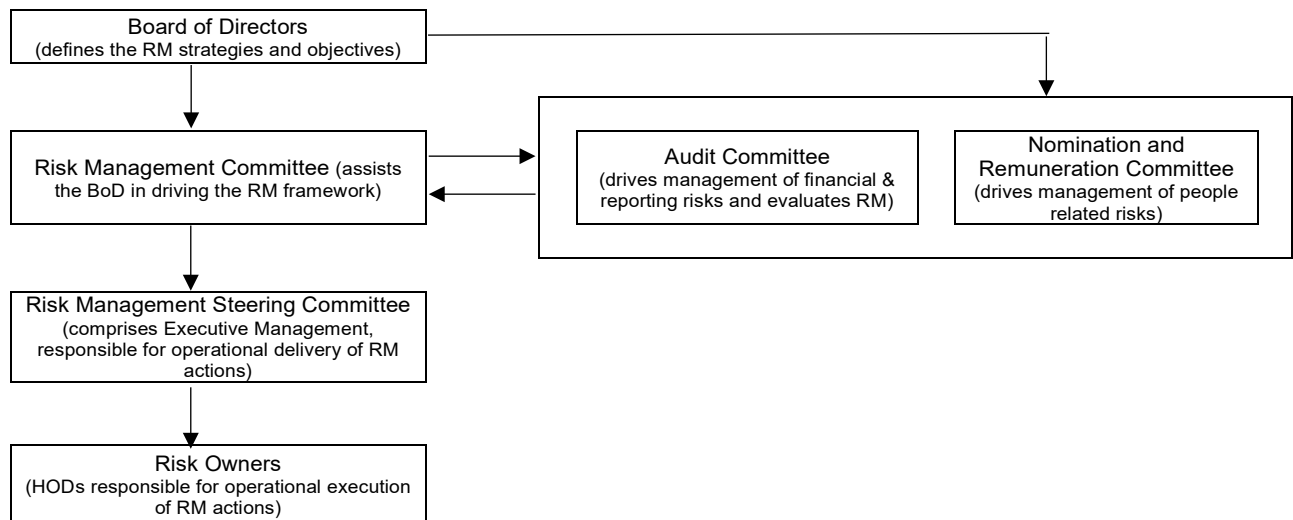 Board of Directors
(defines the RM strategies and objectives)
Risk Management Committee (assists
the BoD in driving the RM framework)
Audit Committee
(drives management of financial &
reporting risks and evaluates RM)
Nomination and
Remuneration Committee
(drives management of people
related risks)
Risk Management Steering Committee
(comprises Executive Management,
responsible for operational delivery of RM
actions)
Risk Owners
(HODs responsible for operational execution
of RM actions)